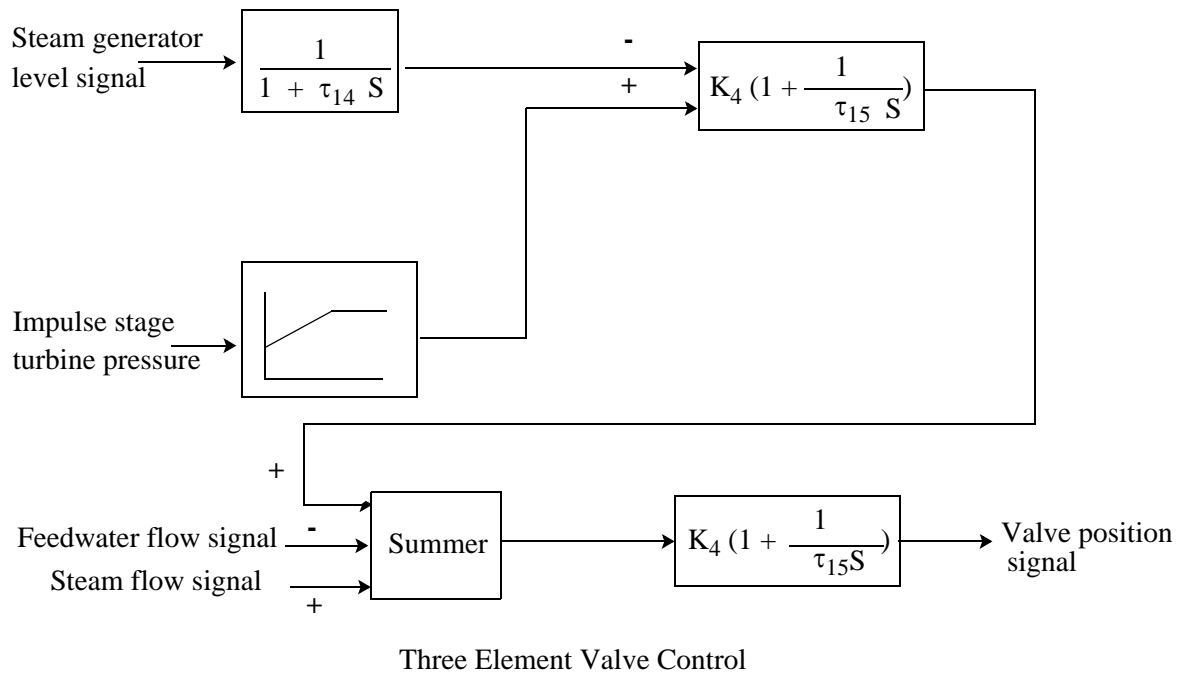 Steam generator
level signal
1
1 + τ14 S
-
+
K4 (1 + 1
τ15 S)
Impulse stage
turbine pressure
+
Feedwater flow signal
-
Steam flow signal
+
Summer
K4 (1 + 1
τ15S)
Valve position
signal
Three Element Valve Control